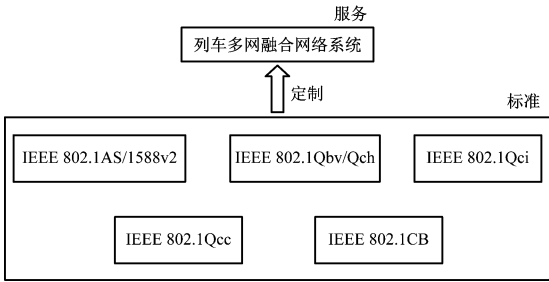 服务
列车多网融合网络系统
定制
标准
IEEE 802.1AS/1588v2
IEEE 802.1Qbv/Qch
IEEE 802.1Qci
IEEE 802.1Qcc
IEEE 802.1CB